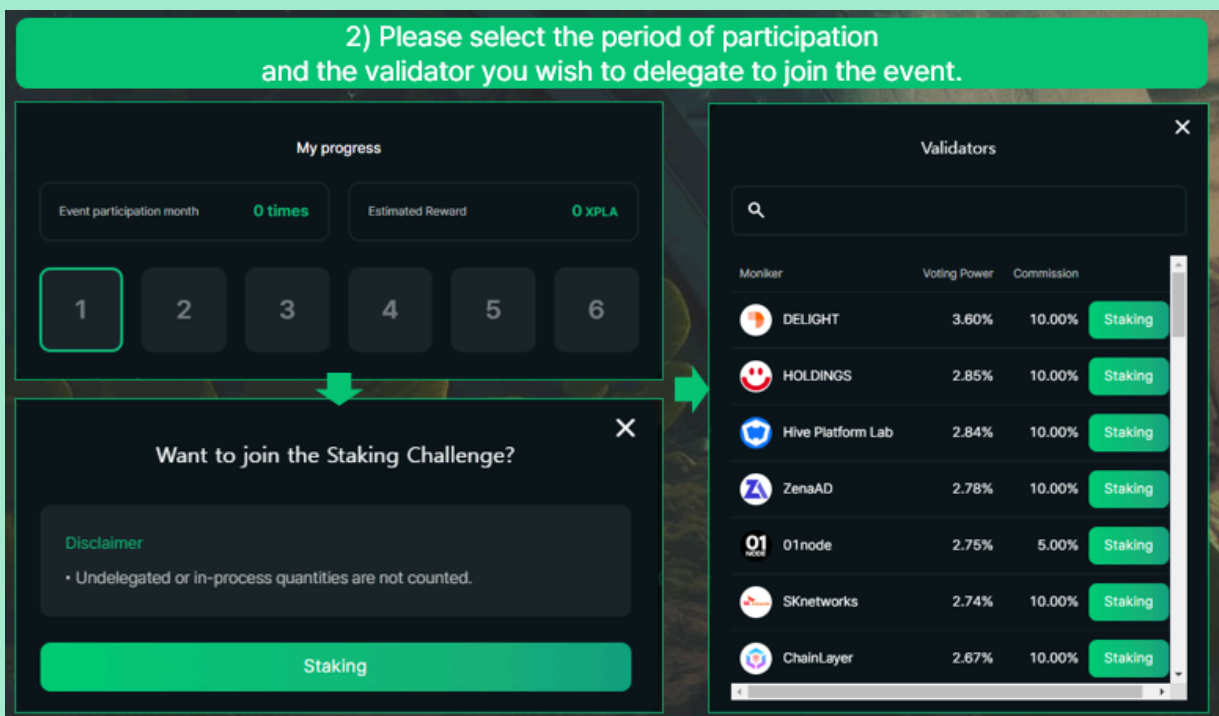 2) Please select the period of participation
and the validator you wish to delegate to join the event.
My progress
Event participation month 0 times
Estimated Reward 0 XPLA
1 2 3 4 5 6
Want to join the Staking Challenge?
Disclaimer
• Undelegated or in-process quantities are not counted.
Staking
Validators
Moniker Voting Power Commission
DELIGHT 3.60% 10.00% Staking
HOLDINGS 2.85% 10.00% Staking
Hive Platform Lab 2.84% 10.00% Staking
ZenaAD 2.78% 10.00% Staking
01 NODE 01node 2.75% 5.00% Staking
SKnetworks 2.74% 10.00% Staking
ChainLayer 2.67% 10.00% Staking